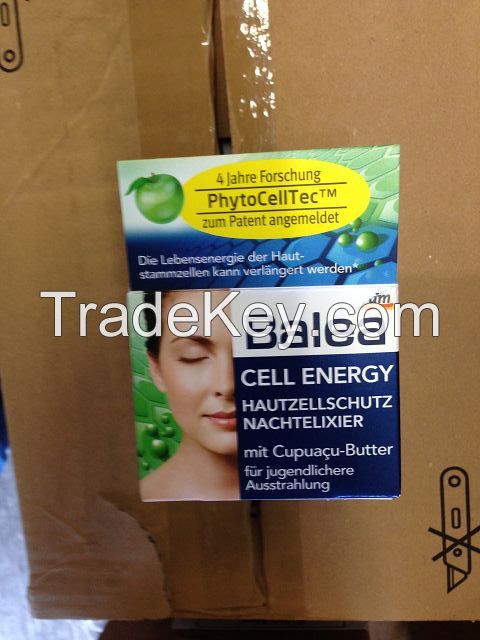 4 Jahre Forschung
PhytoCellTec™
zum Patent angemeldet
Die Lebensenergie der Haut-
stammzellen kann verlängert werden*
dm
Balea
TradeKey.com
CELL ENERGY
HAUTZELLSCHUTZ
NACHTELIXIER
mit Cupuaçu-Butter
für jugendlichere
Ausstrahlung